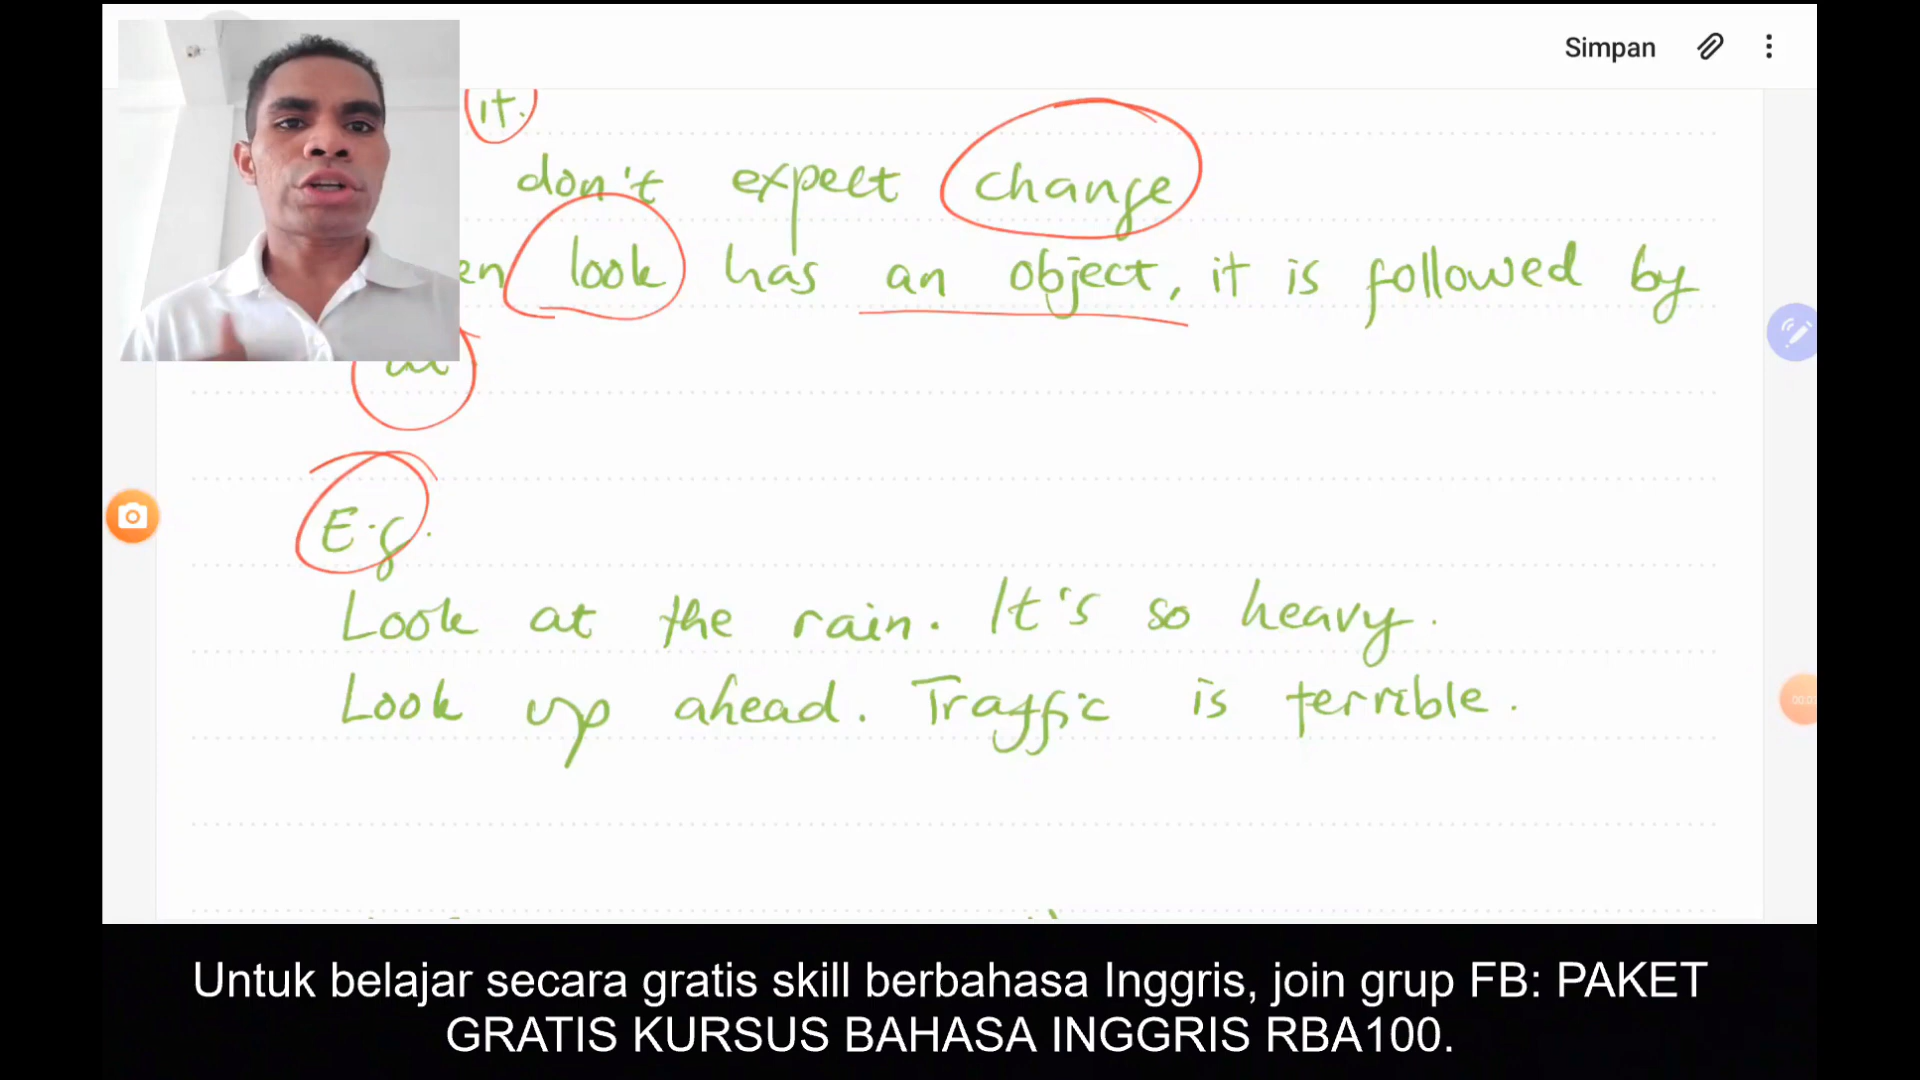 Simpan
it.
don't expect change
en look has an object, it is followed by
E.g.
Look at the rain. It's so heavy.
Look up ahead. Traffic is terrible.
Untuk belajar secara gratis skill berbahasa Inggris, join grup FB: PAKET
GRATIS KURSUS BAHASA INGGRIS RBA100.